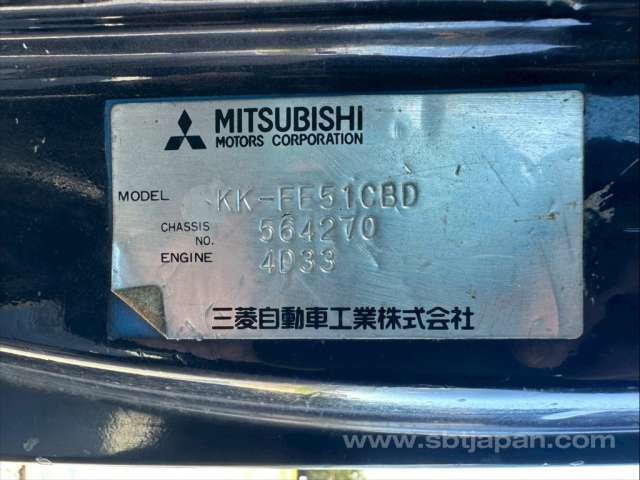 MITSUBISHI
MOTORS CORPORATION
MODEL KK-FE51CBD
CHASSIS NO. 564270
ENGINE 4D33
三菱自動車工業株式会社
www.sbtjapan.com